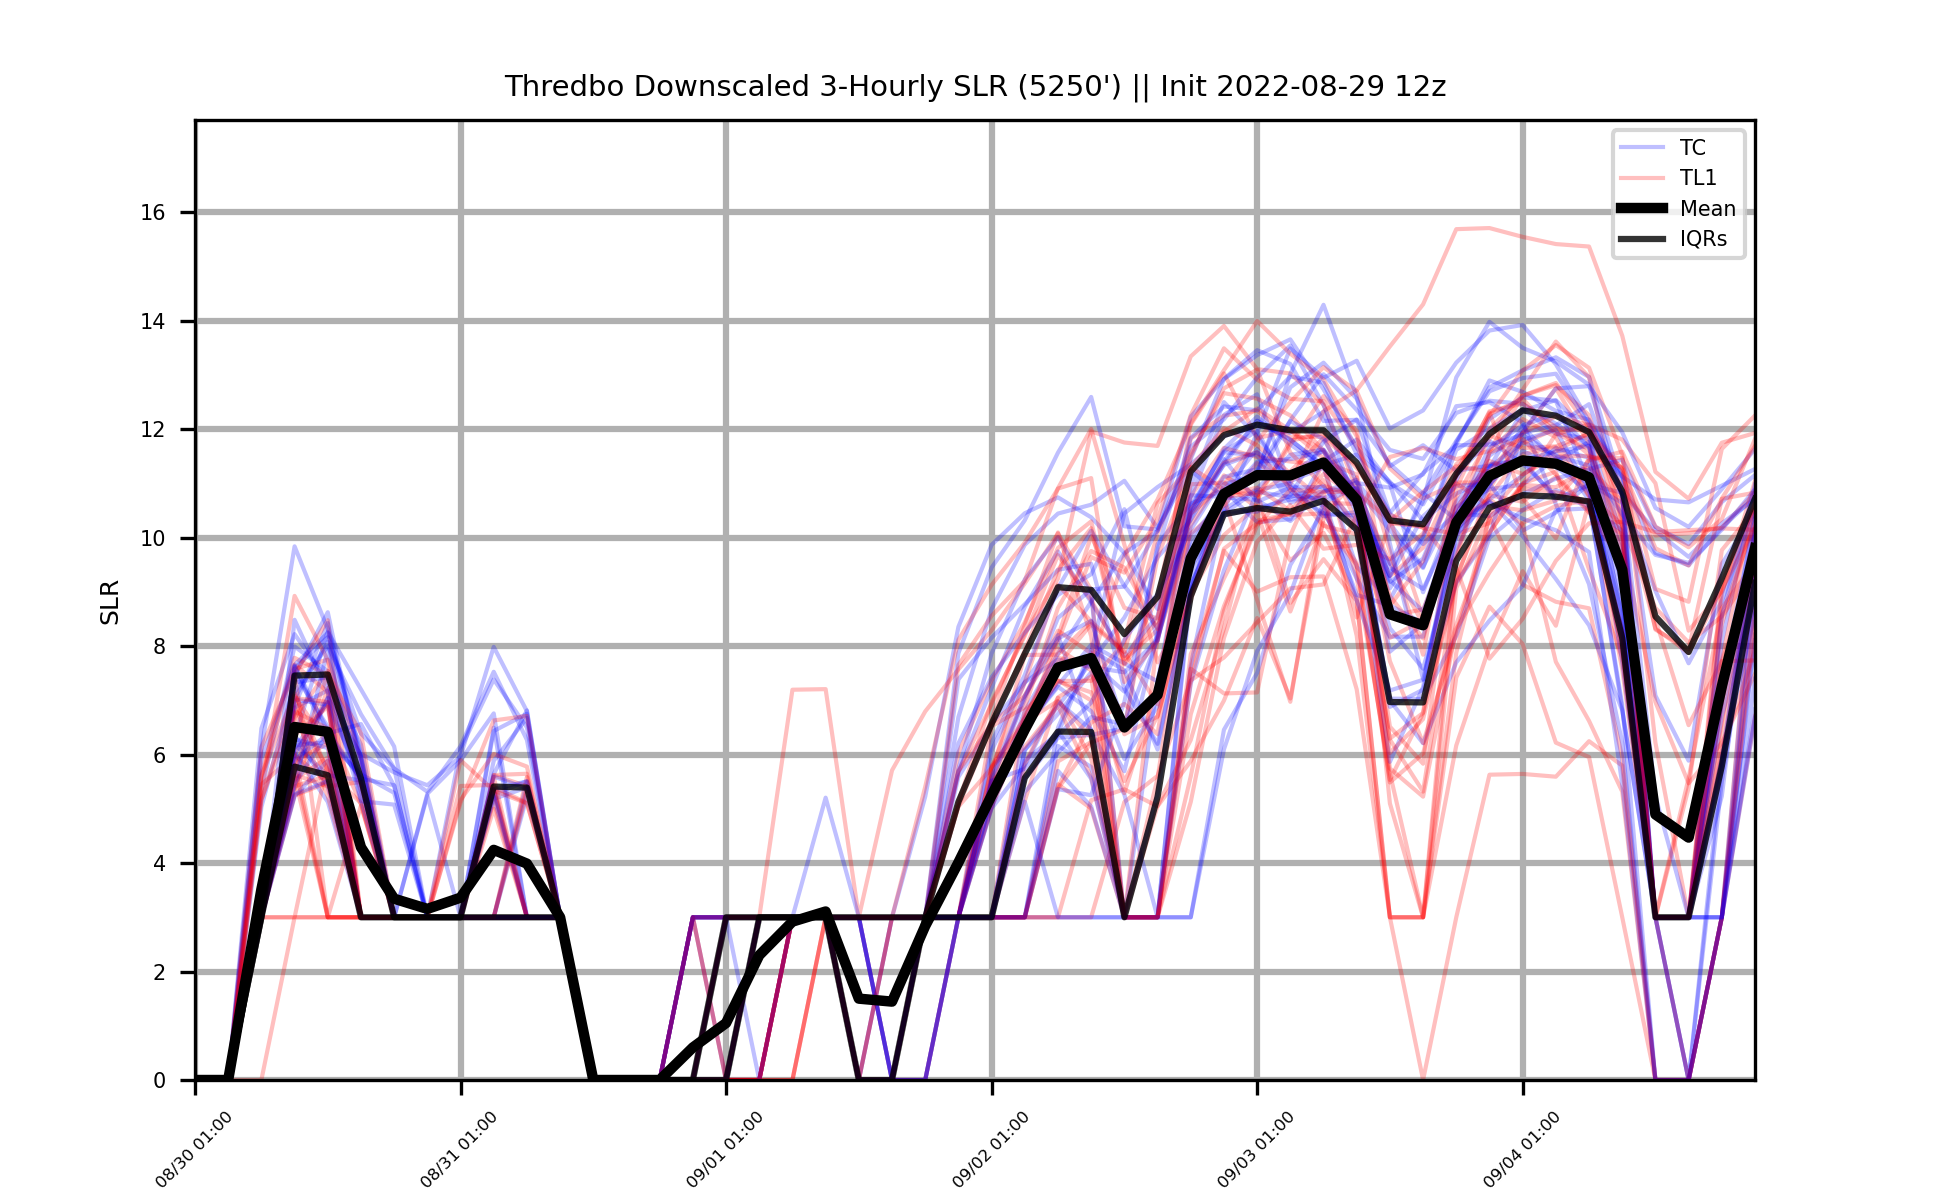 Thredbo Downscaled 3-Hourly SLR (5250') || Init 2022-08-29 12z
TC
TL1
Mean
IQRs
SLR
16
14
12
10
8
6
4
2
0
08/30 01:00
08/31 01:00
09/01 01:00
09/02 01:00
09/03 01:00
09/04 01:00